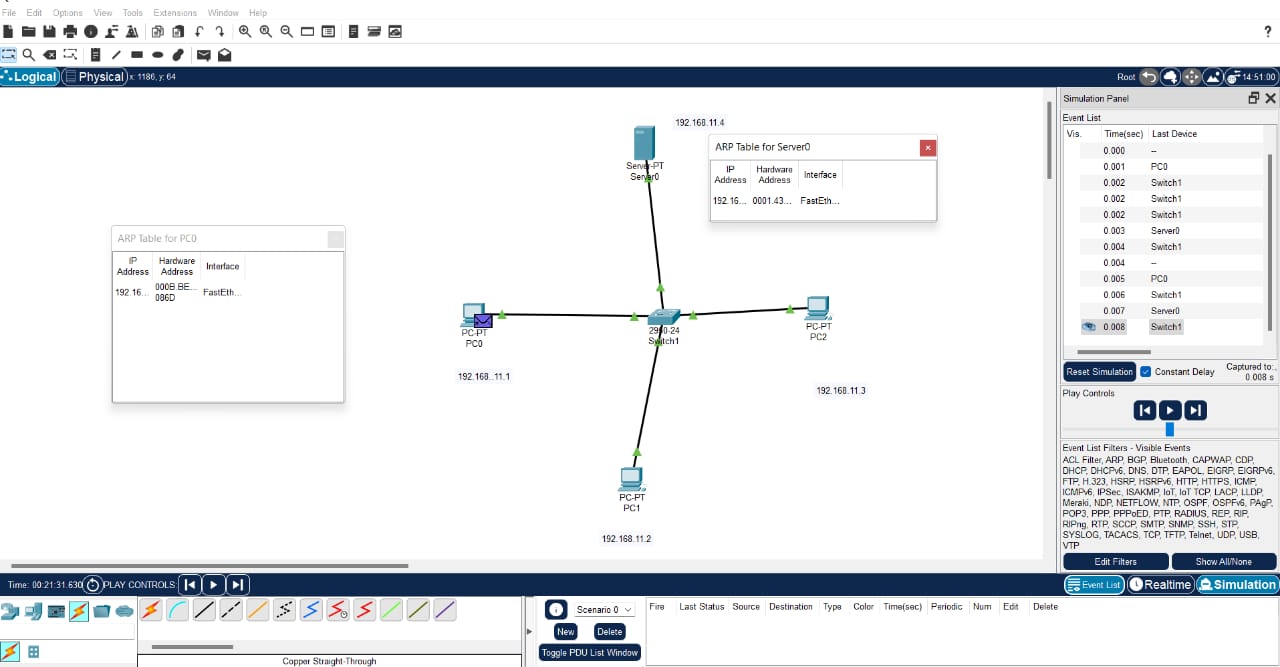 File Edit Options View Tools Extensions Window Help
?
Logical Physical x: 1186, y: 64
Root 14:51:00
192.168.11.4
Server-PT
Server0
ARP Table for Server0
IP Address Hardware Address Interface
192.16... 0001.43... FastEth...
ARP Table for PC0
IP Address Hardware Address Interface
192.16... 000B.BE... 086D FastEth...
PC-PT
PC0
192.168..11.1
2950-24
Switch1
PC-PT
PC2
192.168.11.3
PC-PT
PC1
192.168.11.2
Simulation Panel
Event List
Vis. Time(sec) Last Device
0.000 --
0.001 PC0
0.002 Switch1
0.002 Switch1
0.002 Switch1
0.003 Server0
0.004 Switch1
0.004 --
0.005 PC0
0.006 Switch1
0.007 Server0
0.008 Switch1
Reset Simulation Constant Delay Captured to:,
0.008 s
Play Controls
Event List Filters - Visible Events
ACL Filter, ARP, BGP, Bluetooth, CAPWAP, CDP,
DHCP, DHCPv6, DNS, DTP, EAPOL, EIGRP, EIGRPv6,
FTP, H.323, HSRP, HSRPv6, HTTP, HTTPS, ICMP,
ICMPv6, IPSec, ISAKMP, IoT, IoT TCP, LACP, LLDP,
Meraki, NDP, NETFLOW, NTP, OSPF, OSPFv6, PAgP,
POP3, PPP, PPPoED, PTP, RADIUS, REP, RIP,
RIPng, RTP, SCCP, SMTP, SNMP, SSH, STP,
SYSLOG, TACACS, TCP, TFTP, Telnet, UDP, USB,
VTP
Edit Filters Show All/None
Time: 00:21:31.630 PLAY CONTROLS:
Event List Realtime Simulation
Scenario 0
New Delete
Toggle PDU List Window
Fire Last Status Source Destination Type Color Time(sec) Periodic Num Edit Delete
Copper Straight-Through